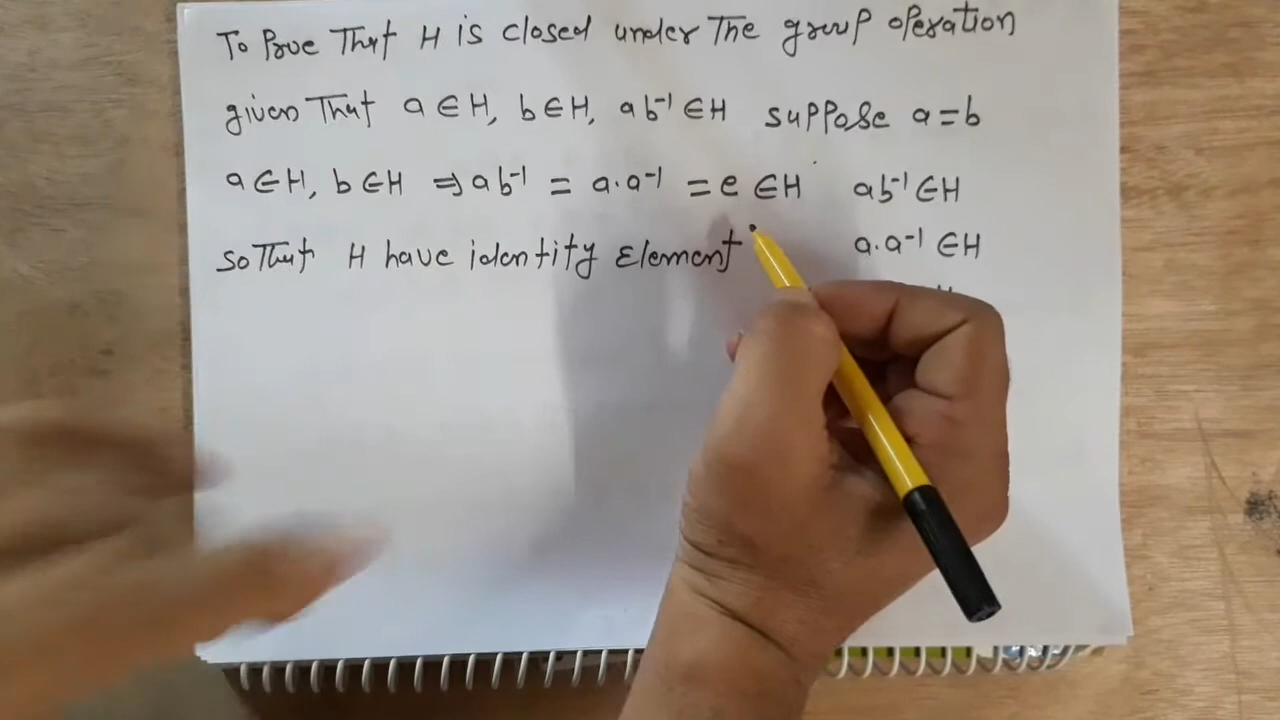 To Prove That H is closed under The group operation
given That a ∈ H, b ∈ H, ab⁻¹ ∈ H suppose a = b
a ∈ H, b ∈ H ⇒ ab⁻¹ = a.a⁻¹ = e ∈ H ab⁻¹ ∈ H
so That H have identity Element a.a⁻¹ ∈ H